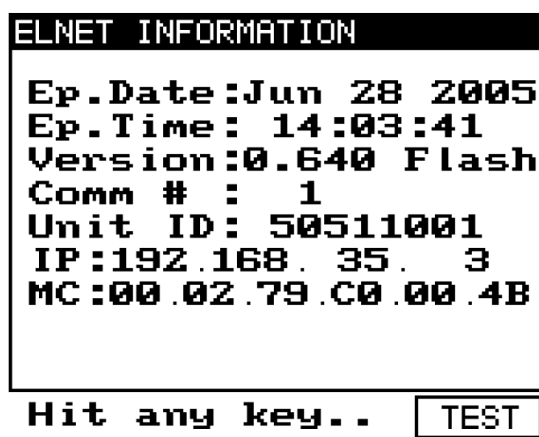 ELNET INFORMATION
Ep.Date:Jun 28 2005
Ep.Time: 14:03:41
Version:0.640 Flash
Comm # : 1
Unit ID: 50511001
IP:192.168. 35. 3
MC:00.02.79.C0.00.4B
Hit any key.. TEST